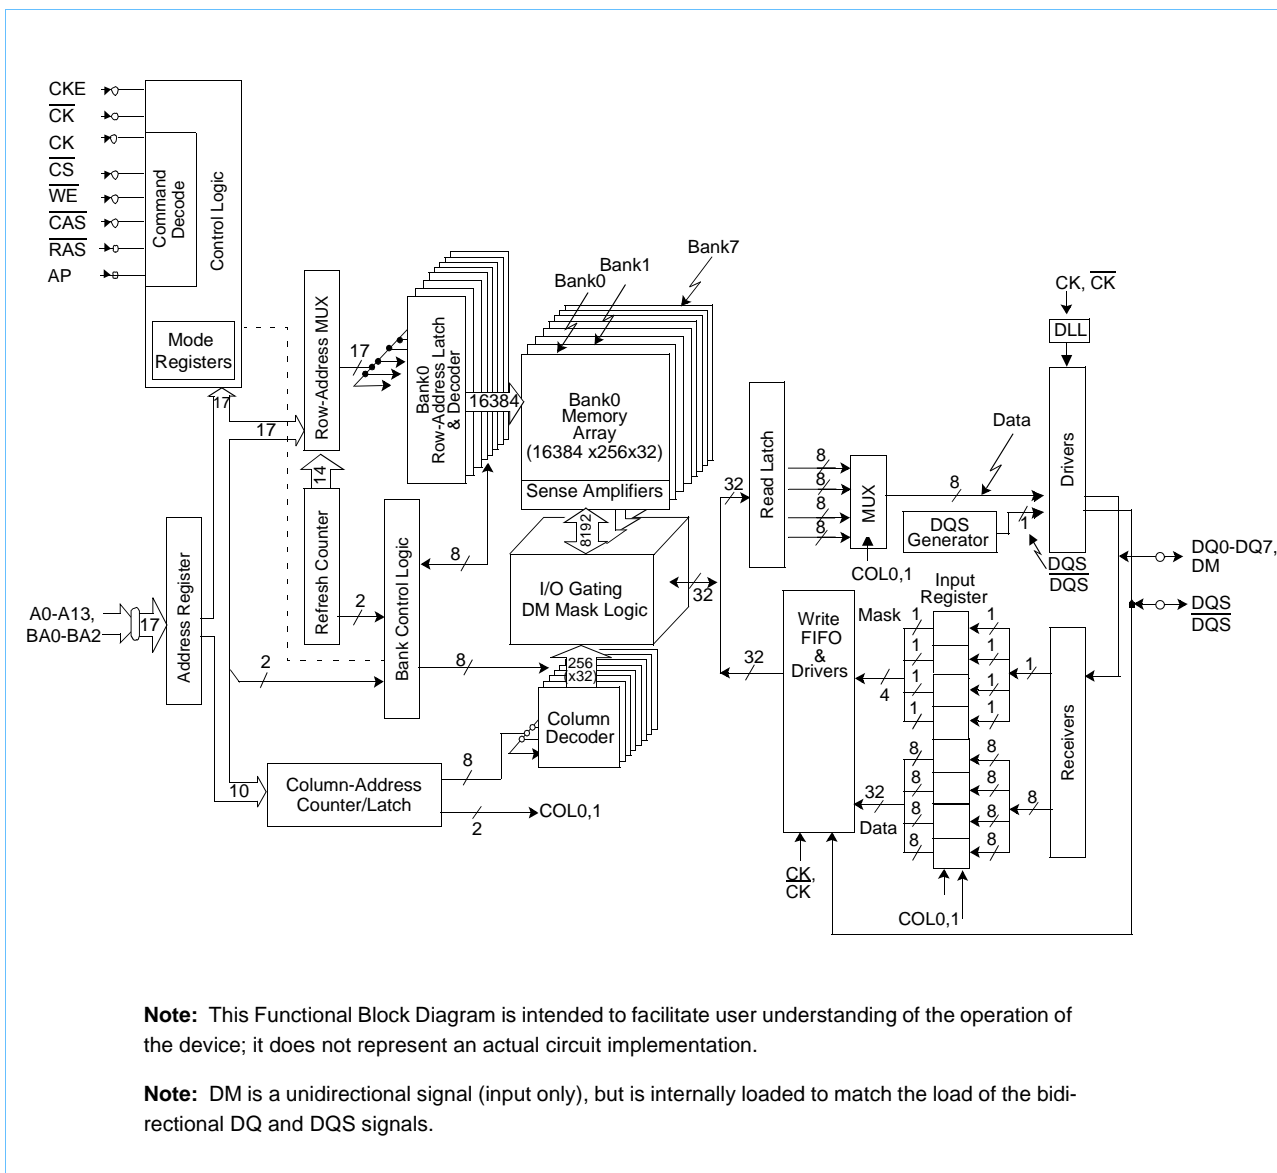 CKE
CK
CK
CS
WE
CAS
RAS
AP
Command
Decode
Control Logic
Mode
Registers
17
17
Row-Address MUX
14
Refresh Counter
17
Bank0
Row-Address Latch
& Decoder
16384
Bank0
Bank1
Bank7
Bank0
Memory
Array
(16384 x256x32)
Sense Amplifiers
8192
I/O Gating
DM Mask Logic
8
2
Bank Control Logic
8
2
256
(x32)
Column
Decoder
A0-A13,
BA0-BA2
17
Address Register
10
Column-Address
Counter/Latch
8
2
COL0,1
32
32
Read Latch
8
8
8
8
MUX
COL0,1
8
Data
DQS
Generator
1
DQS
DQS
CK, CK
DLL
Drivers
DQ0-DQ7,
DM
DQS
DQS
Input
Register
32
Write
FIFO
&
Drivers
Mask
1
1
1
1
4
1
1
1
1
1
Receivers
32
Data
8
8
8
8
8
8
8
8
8
CK,
CK
COL0,1
Note: This Functional Block Diagram is intended to facilitate user understanding of the operation of
the device; it does not represent an actual circuit implementation.
Note: DM is a unidirectional signal (input only), but is internally loaded to match the load of the bidi-
rectional DQ and DQS signals.